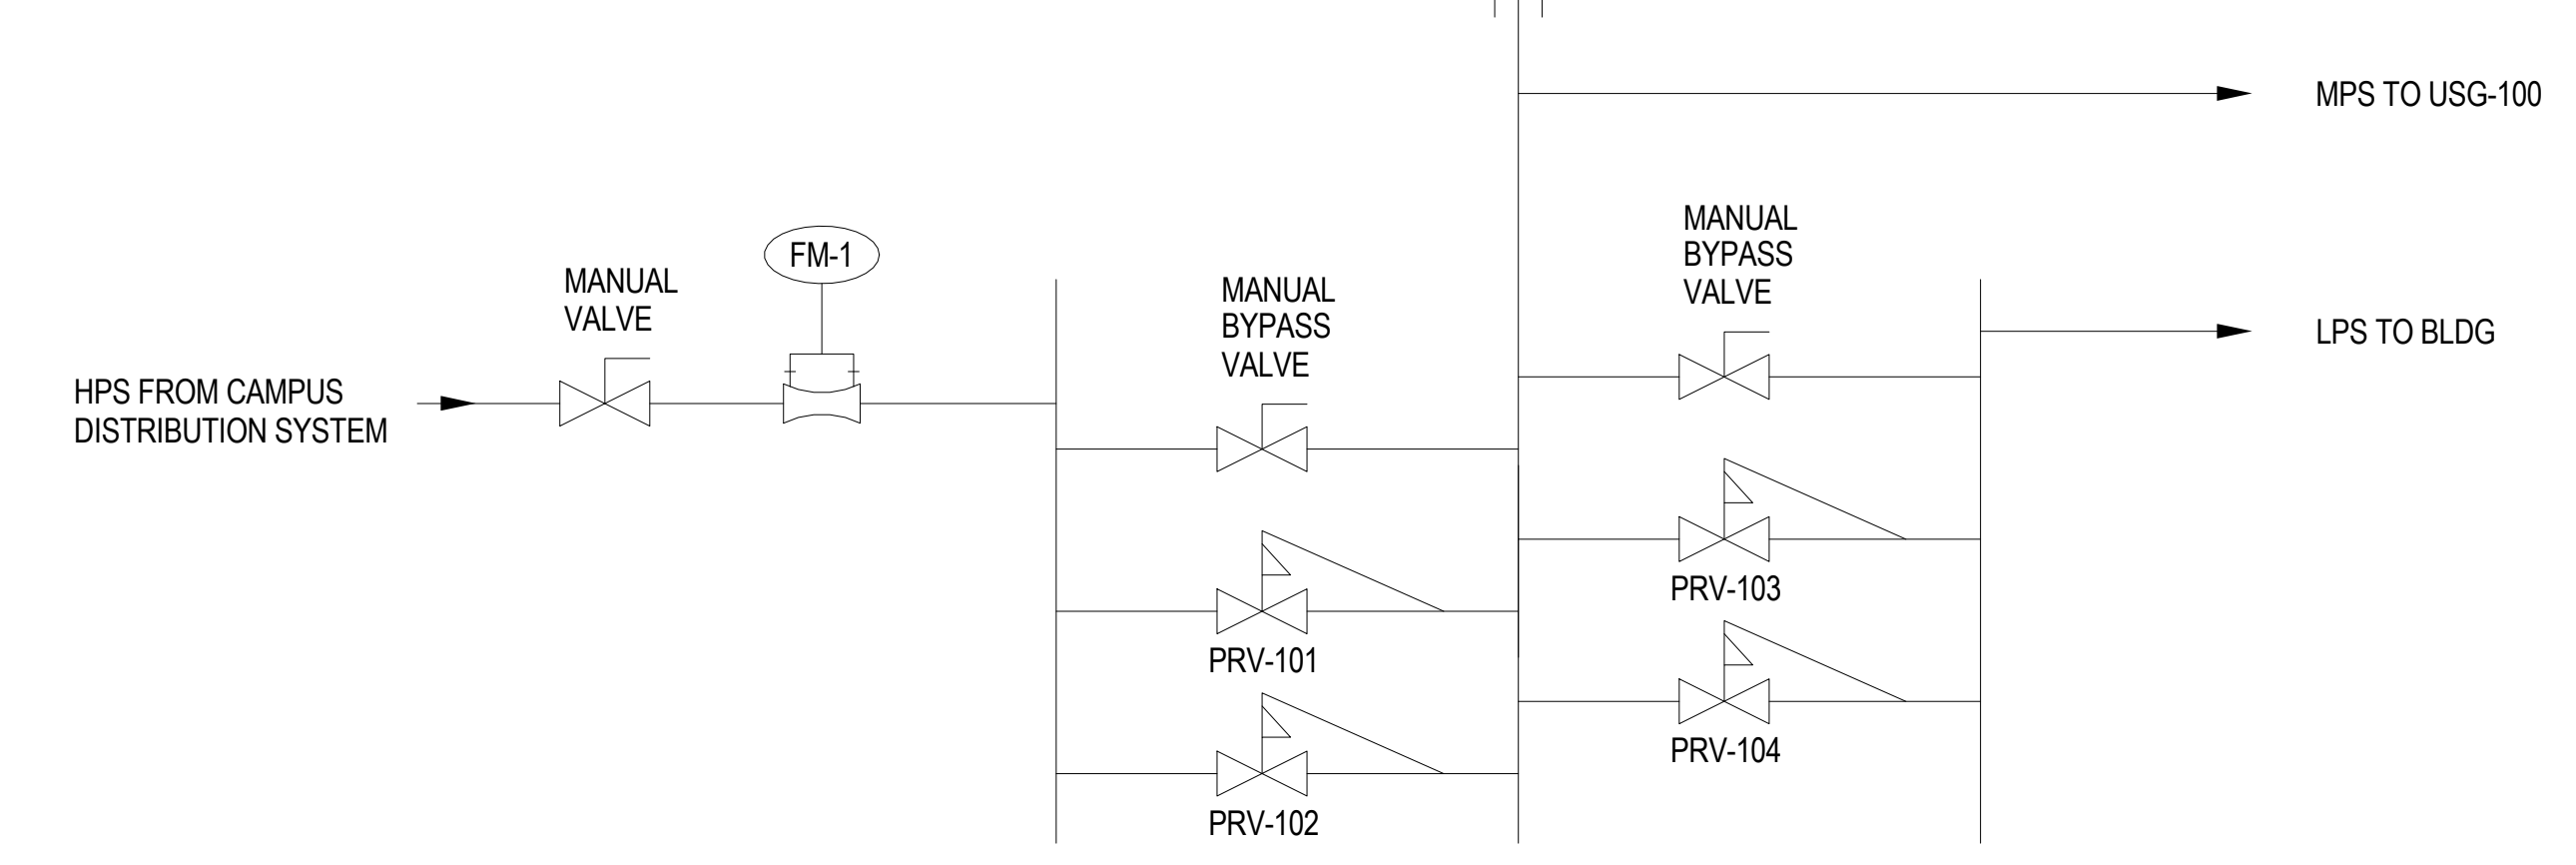 MPS TO USG-100
MANUAL
BYPASS
VALVE
FM-1
MANUAL
VALVE
MANUAL
BYPASS
VALVE
LPS TO BLDG
HPS FROM CAMPUS
DISTRIBUTION SYSTEM
PRV-103
PRV-101
PRV-104
PRV-102